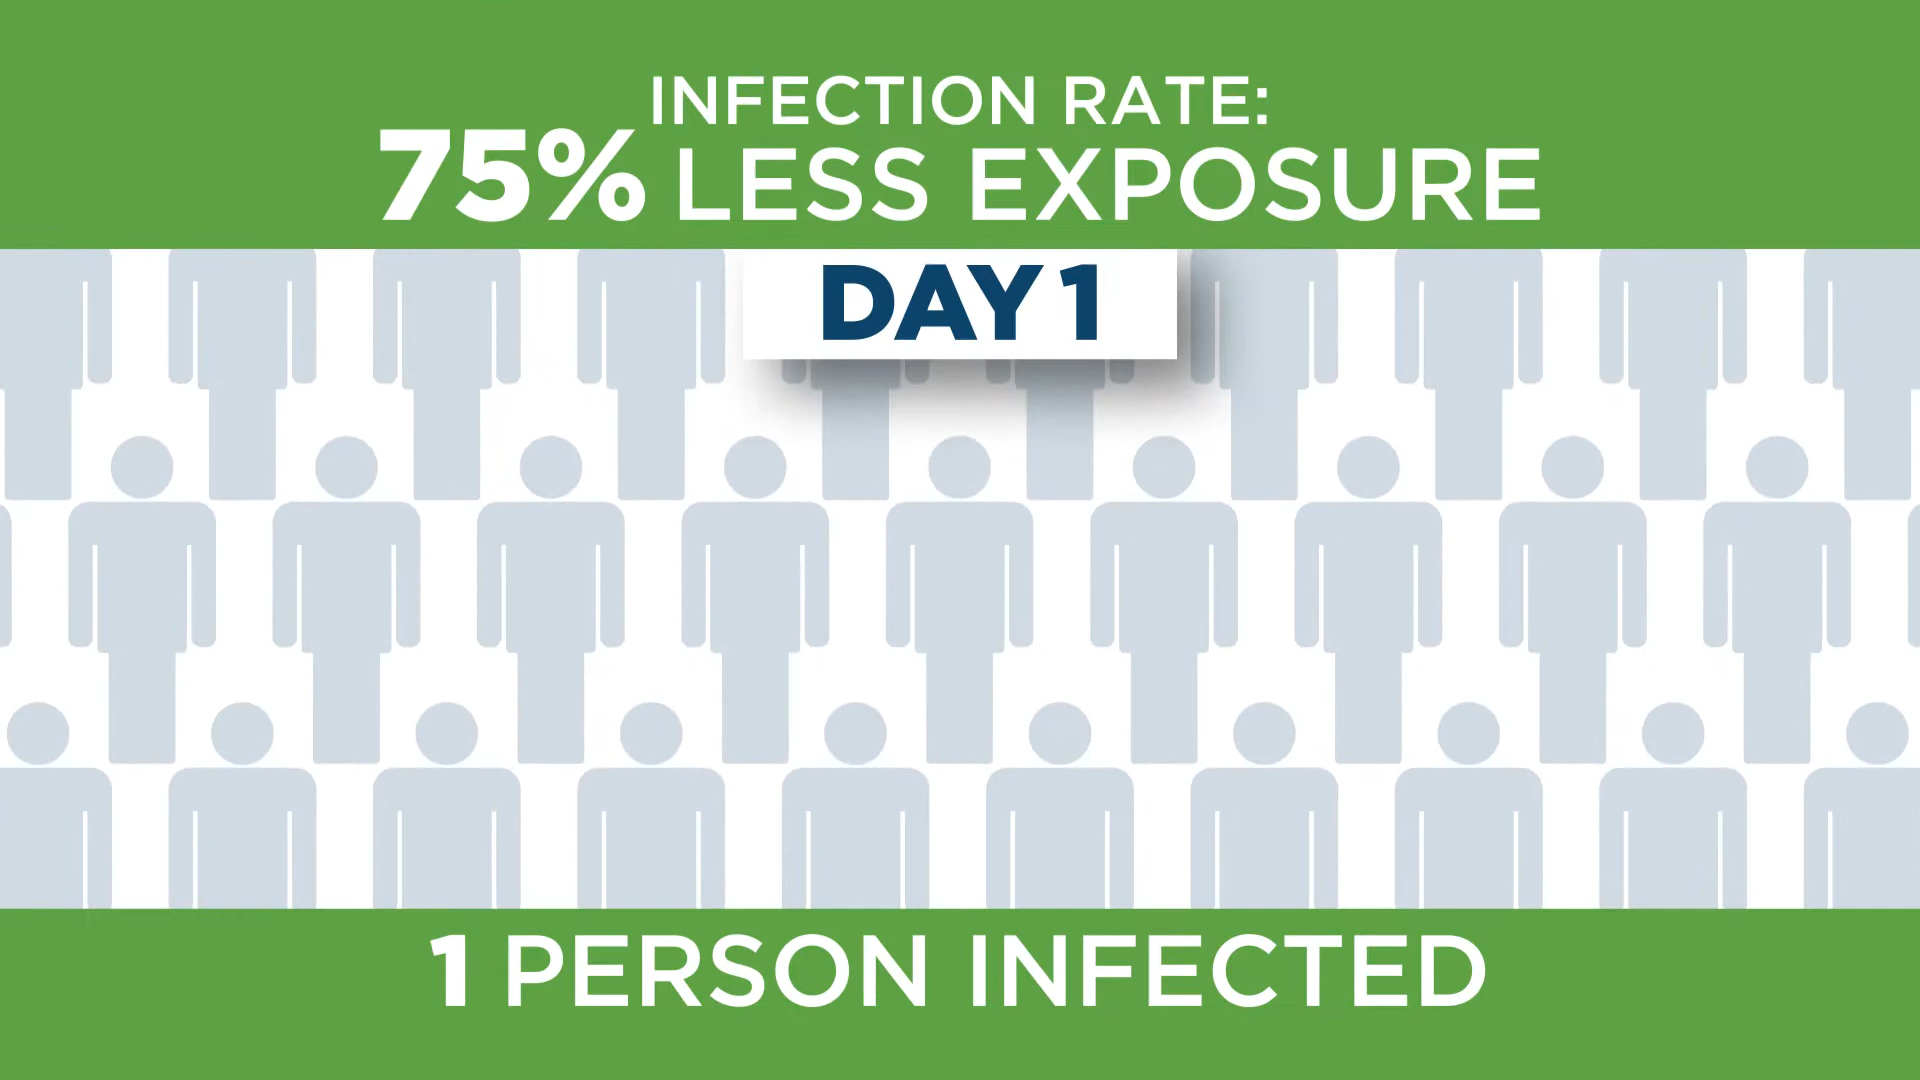 INFECTION RATE:
75% LESS EXPOSURE
DAY 1
1 PERSON INFECTED